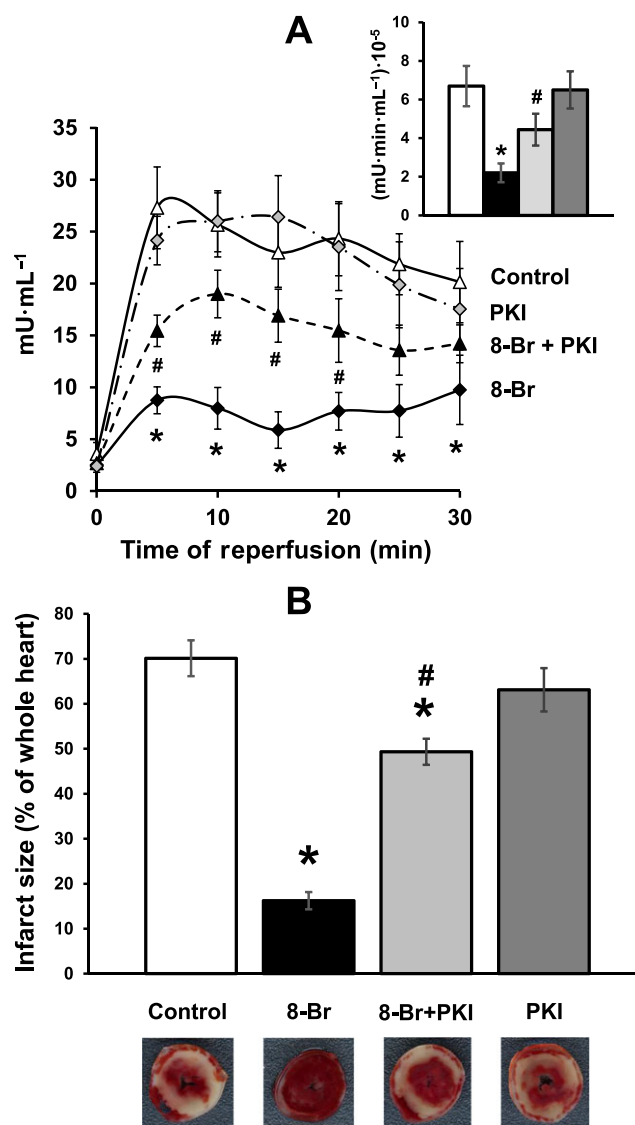 A
(mU·min·mL⁻¹)·10⁻⁵
8
6
4
2
0
*
#
mU·mL⁻¹
35
30
25
20
15
10
5
0
Control
PKI
8-Br + PKI
8-Br
# # # #
* * * * * *
0 10 20 30
Time of reperfusion (min)
B
Infarct size (% of whole heart)
80
70
60
50
40
30
20
10
0
*
#
*
Control 8-Br 8-Br+PKI PKI